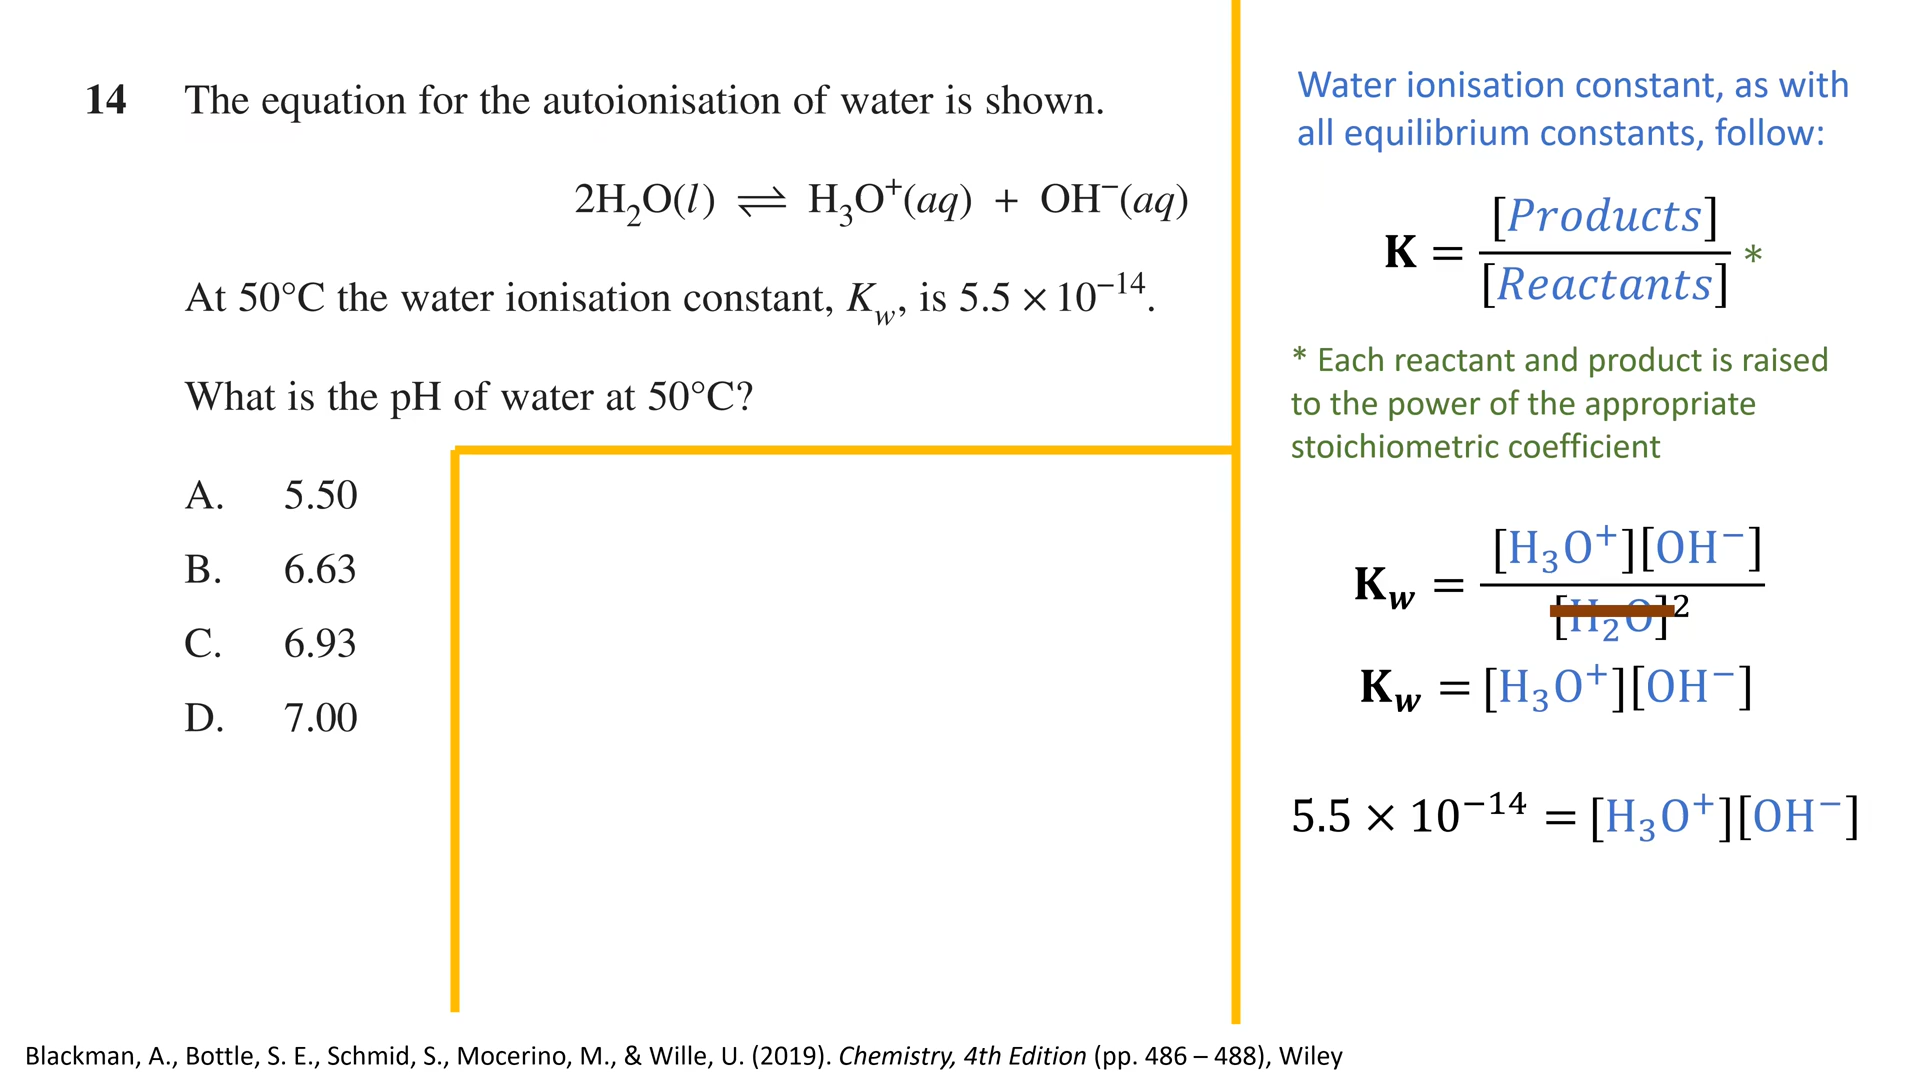 14 The equation for the autoionisation of water is shown.
2H₂O(l) ⇌ H₃O⁺(aq) + OH⁻(aq)
At 50°C the water ionisation constant, K_w, is 5.5 × 10⁻¹⁴.
What is the pH of water at 50°C?
A. 5.50
B. 6.63
C. 6.93
D. 7.00
Water ionisation constant, as with
all equilibrium constants, follow:
K = [Products] / [Reactants] *
* Each reactant and product is raised
to the power of the appropriate
stoichiometric coefficient
K_w = [H₃O⁺][OH⁻] / [H₂O]²
K_w = [H₃O⁺][OH⁻]
5.5 × 10⁻¹⁴ = [H₃O⁺][OH⁻]
Blackman, A., Bottle, S. E., Schmid, S., Mocerino, M., & Wille, U. (2019). Chemistry, 4th Edition (pp. 486 – 488), Wiley